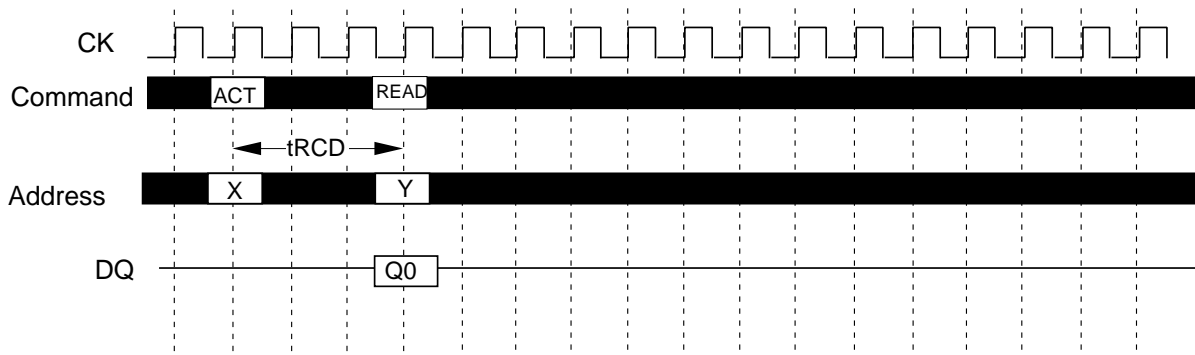 CK
Command ACT READ
tRCD
Address X Y
DQ Q0